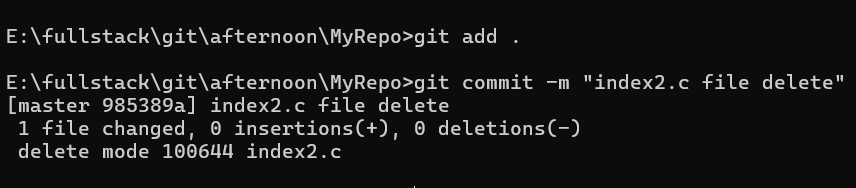 E:\fullstack\git\afternoon\MyRepo>git add .
E:\fullstack\git\afternoon\MyRepo>git commit -m "index2.c file delete"
[master 985389a] index2.c file delete
 1 file changed, 0 insertions(+), 0 deletions(-)
 delete mode 100644 index2.c